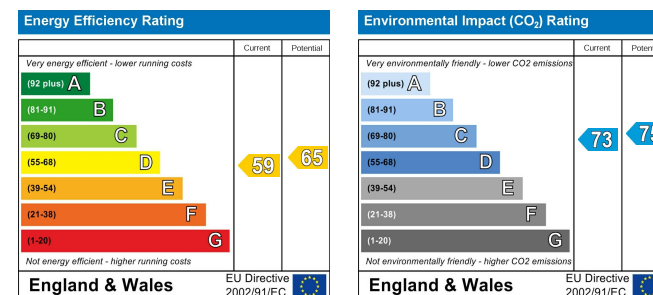 Energy Efficiency Rating
Current Potential
Very energy efficient - lower running costs
(92 plus) A
(81-91) B
(69-80) C
(55-68) D
(39-54) E
(21-38) F
(1-20) G
59 65
Not energy efficient - higher running costs
England & Wales
EU Directive
2002/91/EC
Environmental Impact (CO₂) Rating
Current
Very environmentally friendly - lower CO2 emissions
(92 plus) A
(81-91) B
(69-80) C
(55-68) D
(39-54) E
(21-38) F
(1-20) G
73
Not environmentally friendly - higher CO2 emissions
England & Wales
EU Directive
2002/91/EC